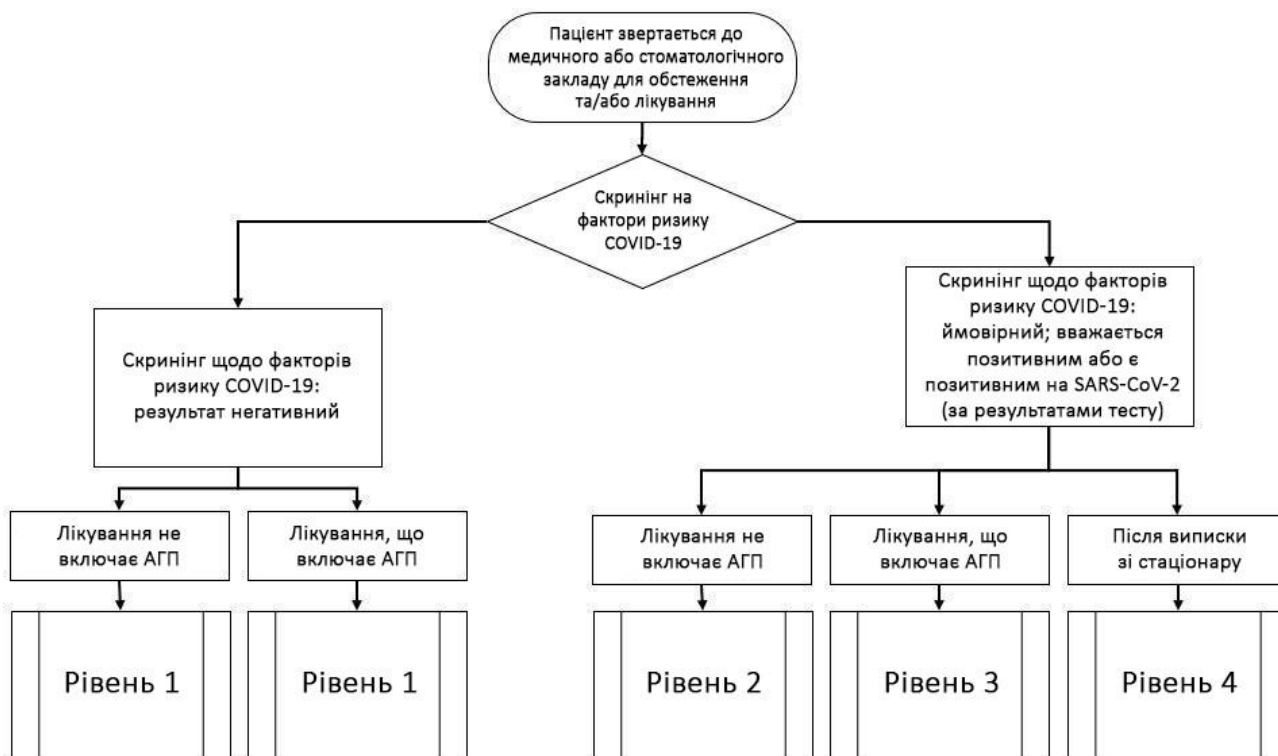 Пацієнт звертається до
медичного або стоматологічного
закладу для обстеження
та/або лікування
Скринінг на
фактори ризику
COVID-19
Скринінг щодо факторів
ризику COVID-19:
результат негативний
Скринінг щодо факторів
ризику COVID-19:
ймовірний; вважається
позитивним або є
позитивним на SARS-CoV-2
(за результатами тесту)
Лікування не
включає АГП
Лікування, що
включає АГП
Лікування не
включає АГП
Лікування, що
включає АГП
Після виписки
зі стаціонару
Рівень 1
Рівень 1
Рівень 2
Рівень 3
Рівень 4